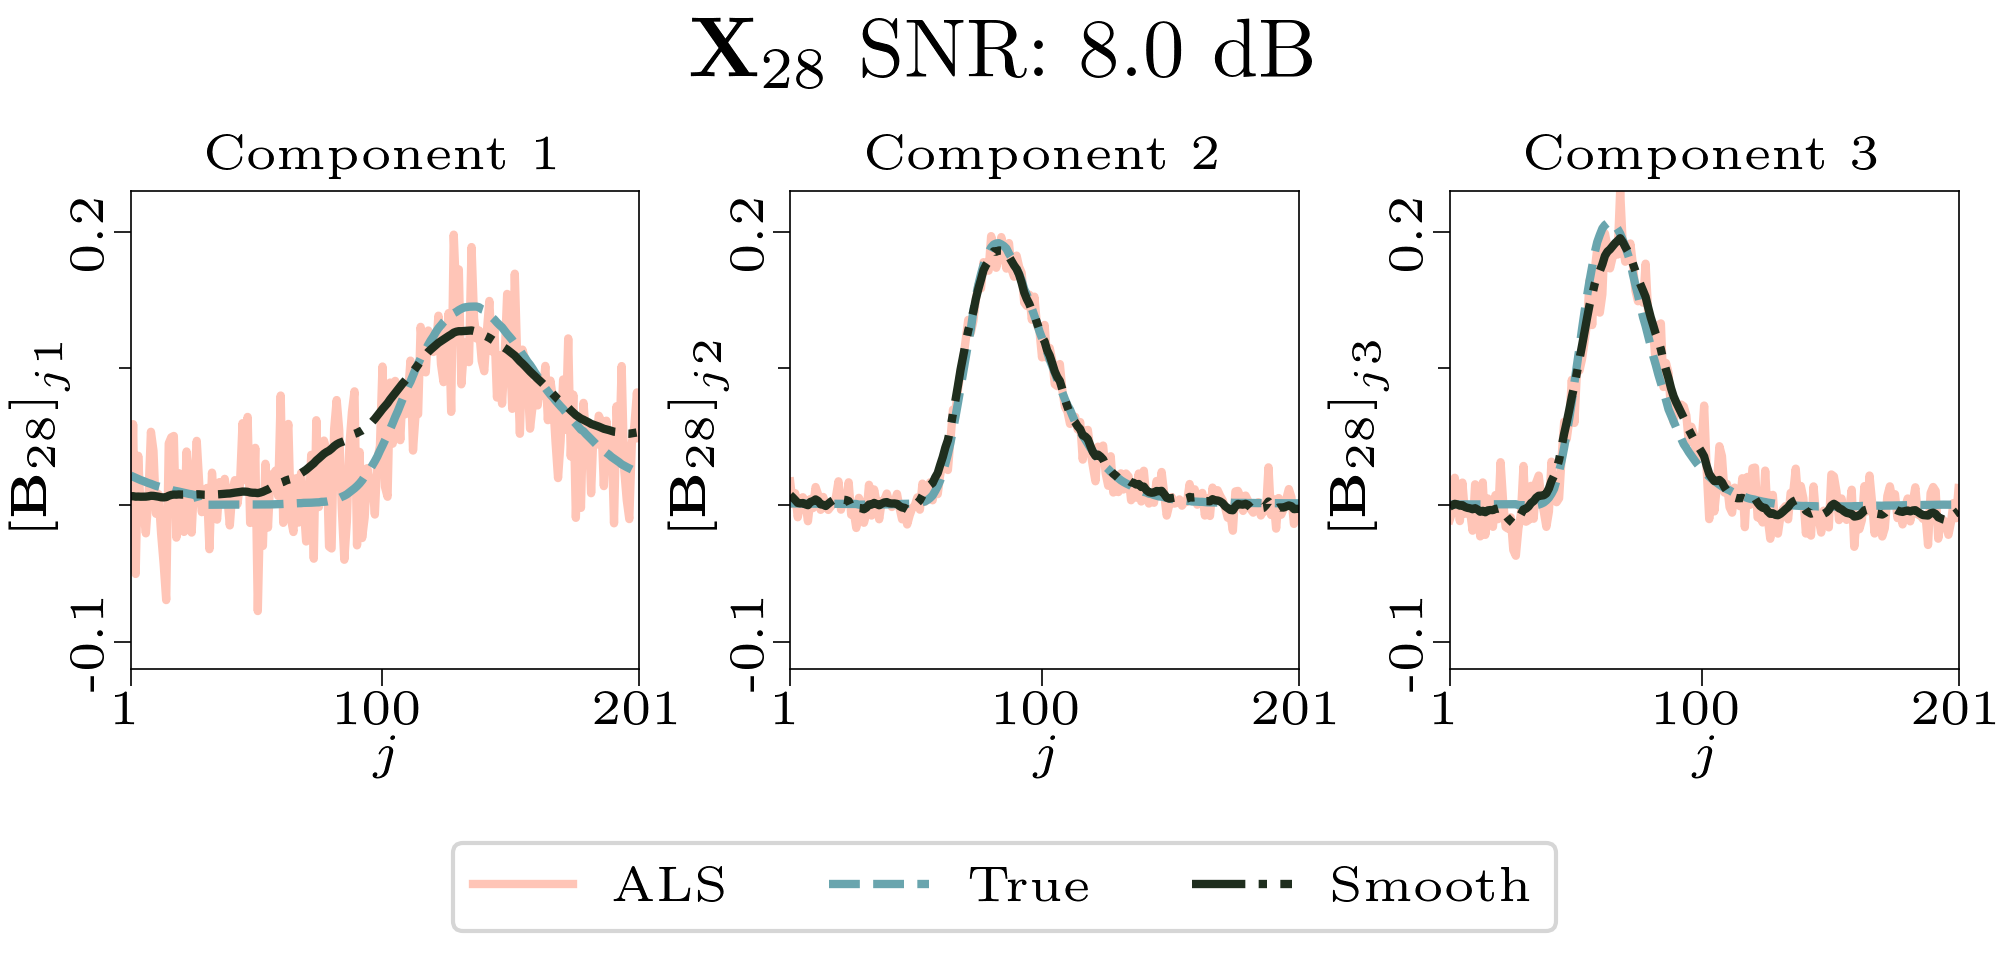 X₂₈ SNR: 8.0 dB
Component 1
Component 2
Component 3
[B₂₈]ⱼ₁
0.2
-0.1
1
100
201
j
[B₂₈]ⱼ₂
0.2
-0.1
1
100
201
j
[B₂₈]ⱼ₃
0.2
-0.1
1
100
201
j
ALS
True
Smooth